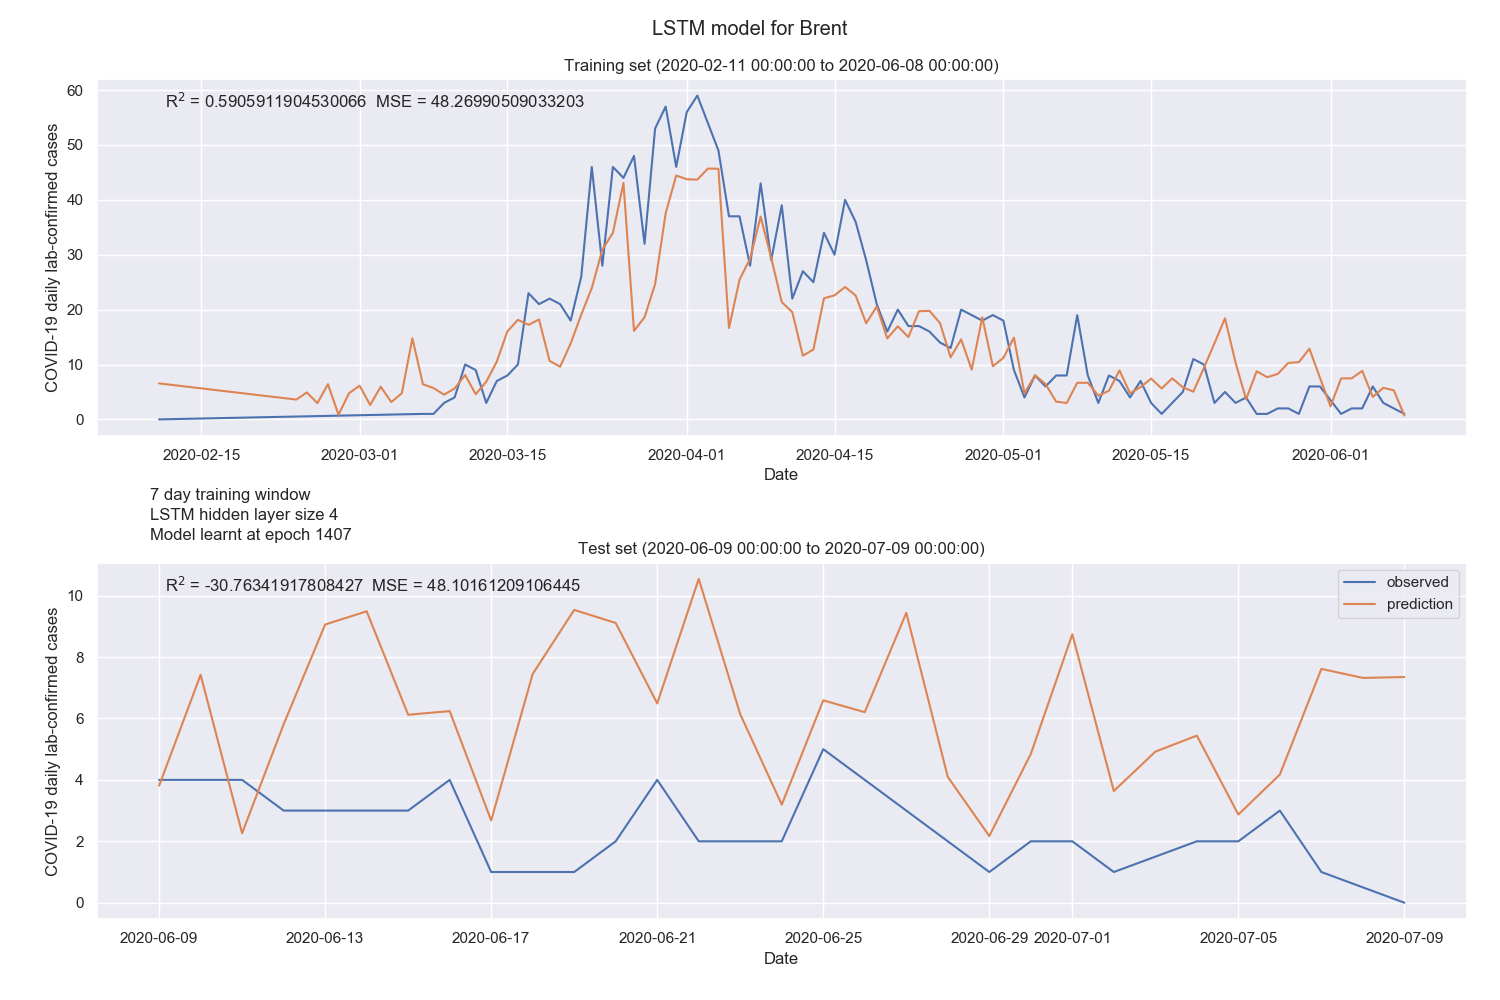 LSTM model for Brent
Training set (2020-02-11 00:00:00 to 2020-06-08 00:00:00)
R² = 0.5905911904530066 MSE = 48.26990509033203
COVID-19 daily lab-confirmed cases
60
50
40
30
20
10
0
2020-02-15 2020-03-01 2020-03-15 2020-04-01 2020-04-15 2020-05-01 2020-05-15 2020-06-01
Date
7 day training window
LSTM hidden layer size 4
Model learnt at epoch 1407
Test set (2020-06-09 00:00:00 to 2020-07-09 00:00:00)
R² = -30.76341917808427 MSE = 48.10161209106445
observed
prediction
COVID-19 daily lab-confirmed cases
10
8
6
4
2
0
2020-06-09 2020-06-13 2020-06-17 2020-06-21 2020-06-25 2020-06-29 2020-07-01 2020-07-05 2020-07-09
Date